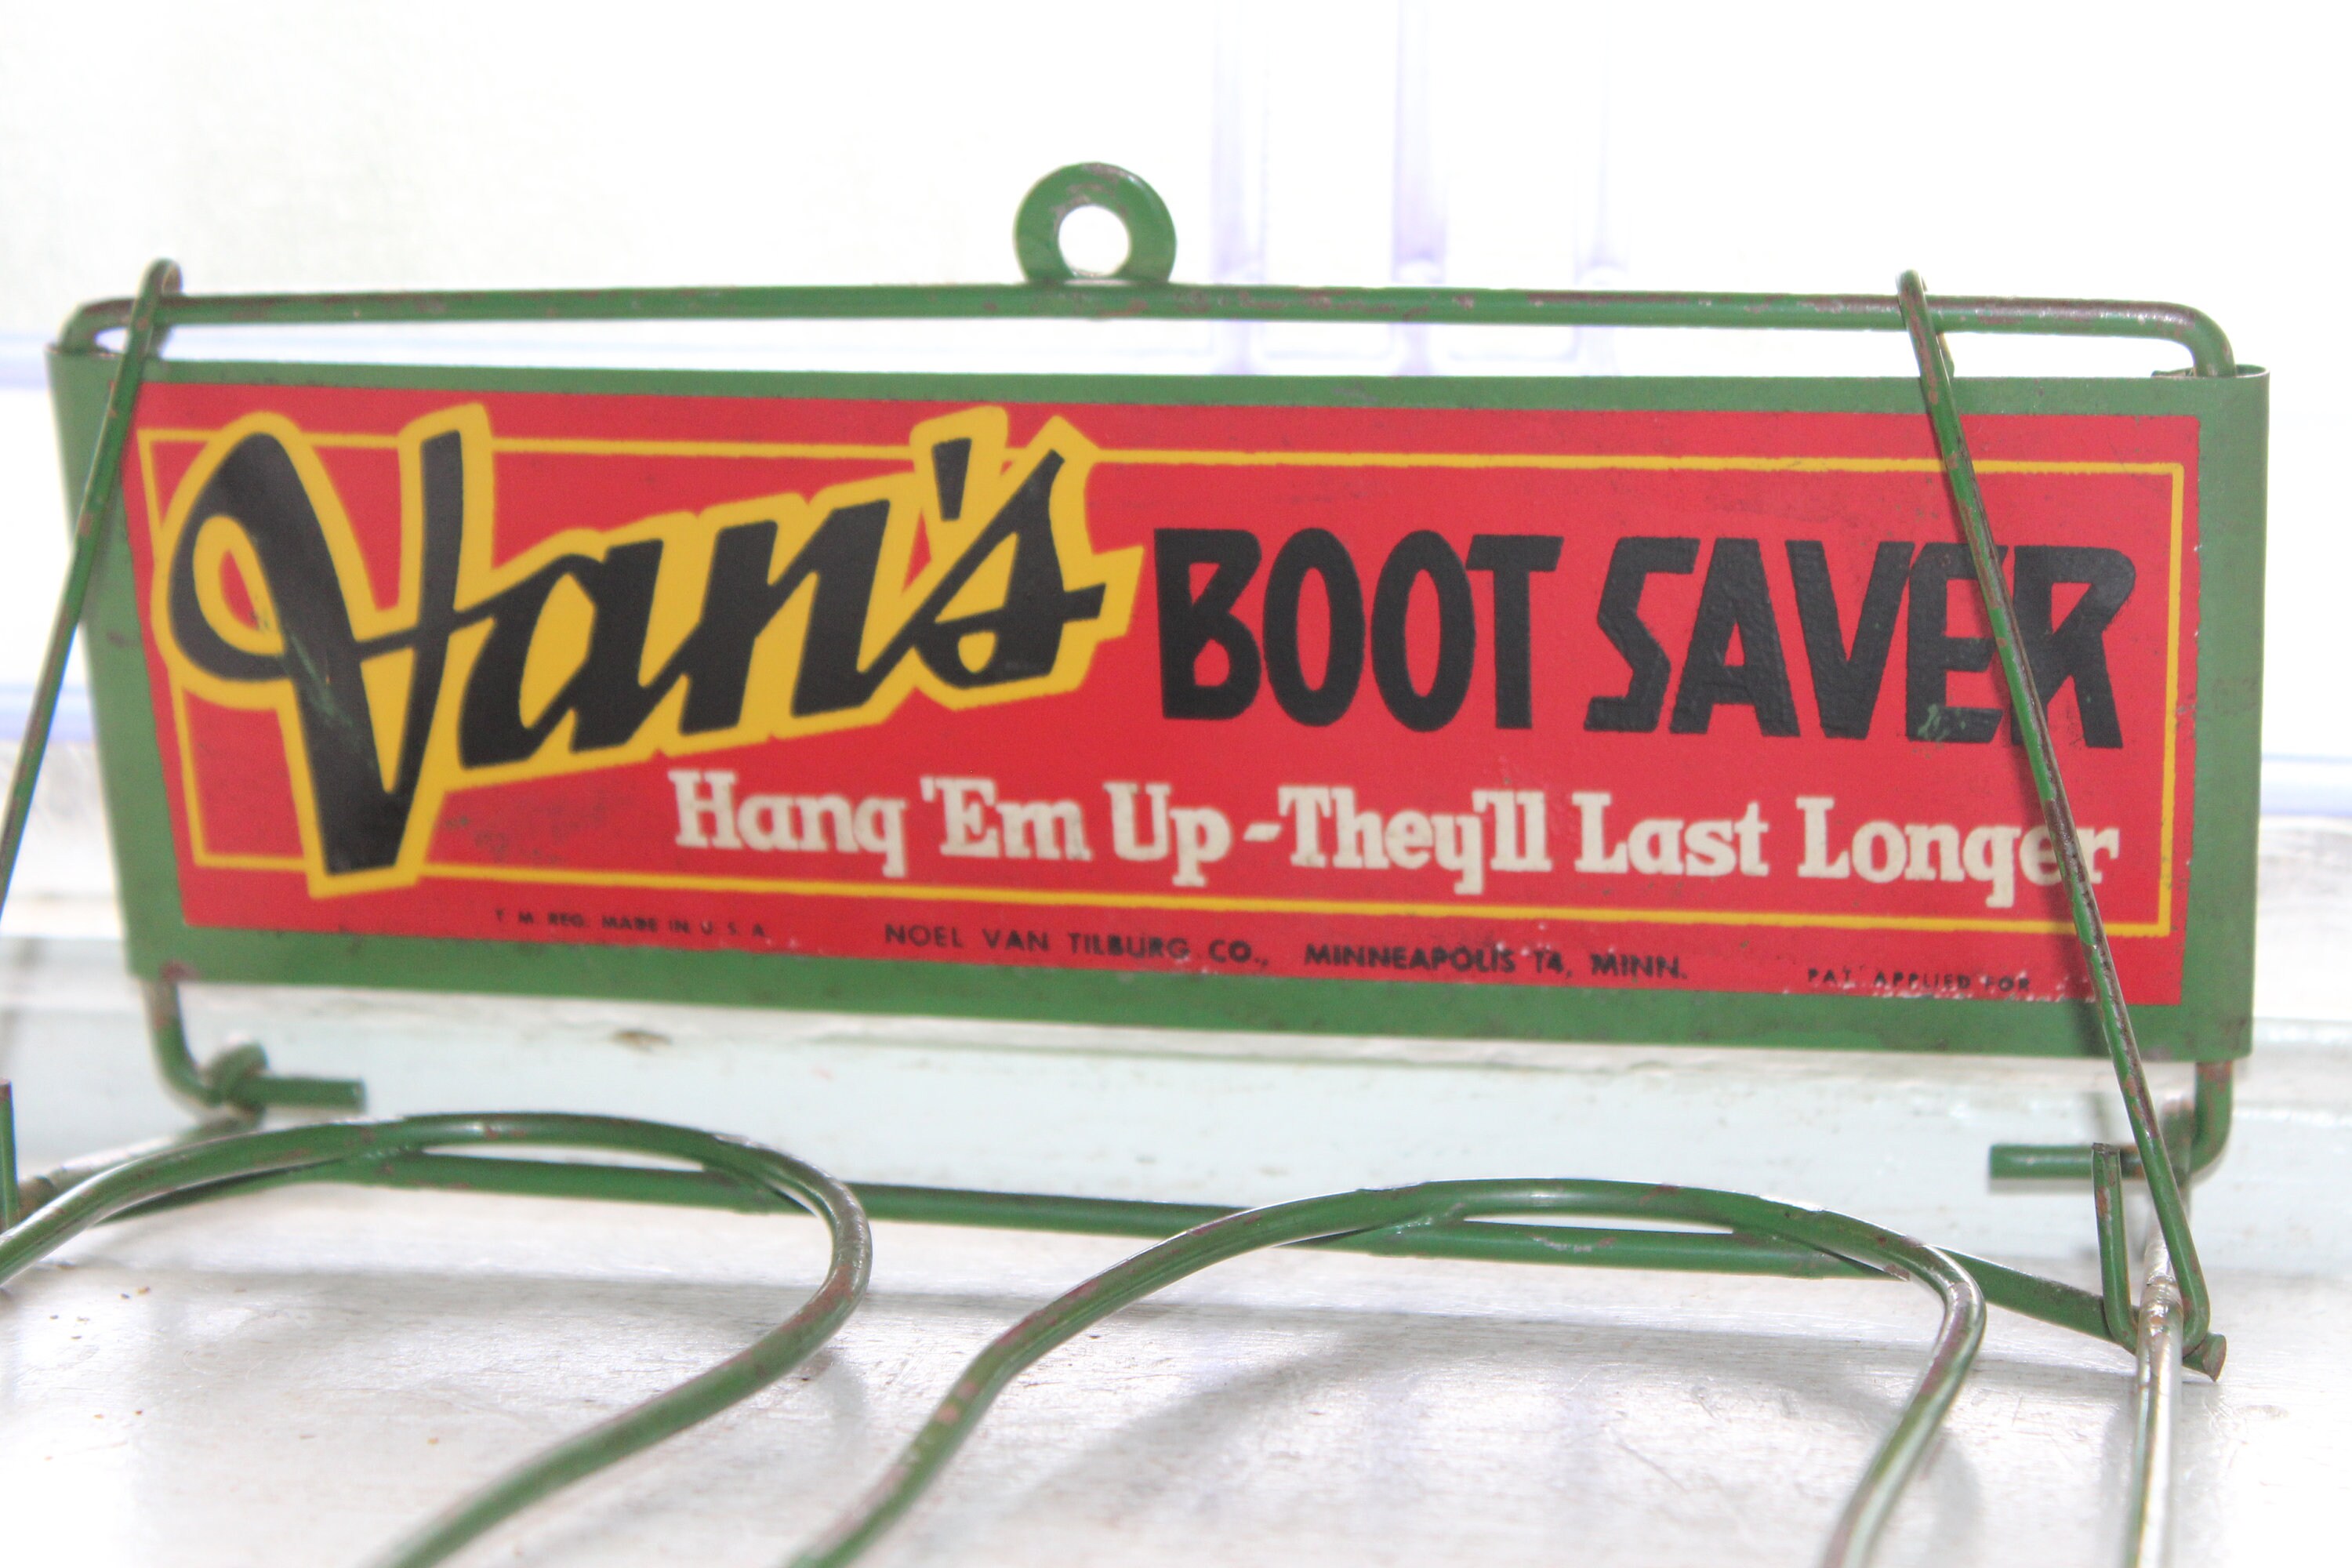 Van's BOOT SAVER
Hang 'Em Up - They'll Last Longer
T. M. REG. MADE IN U. S. A. NOEL VAN TILBURG CO., MINNEAPOLIS 14, MINN. PAT. APPLIED FOR